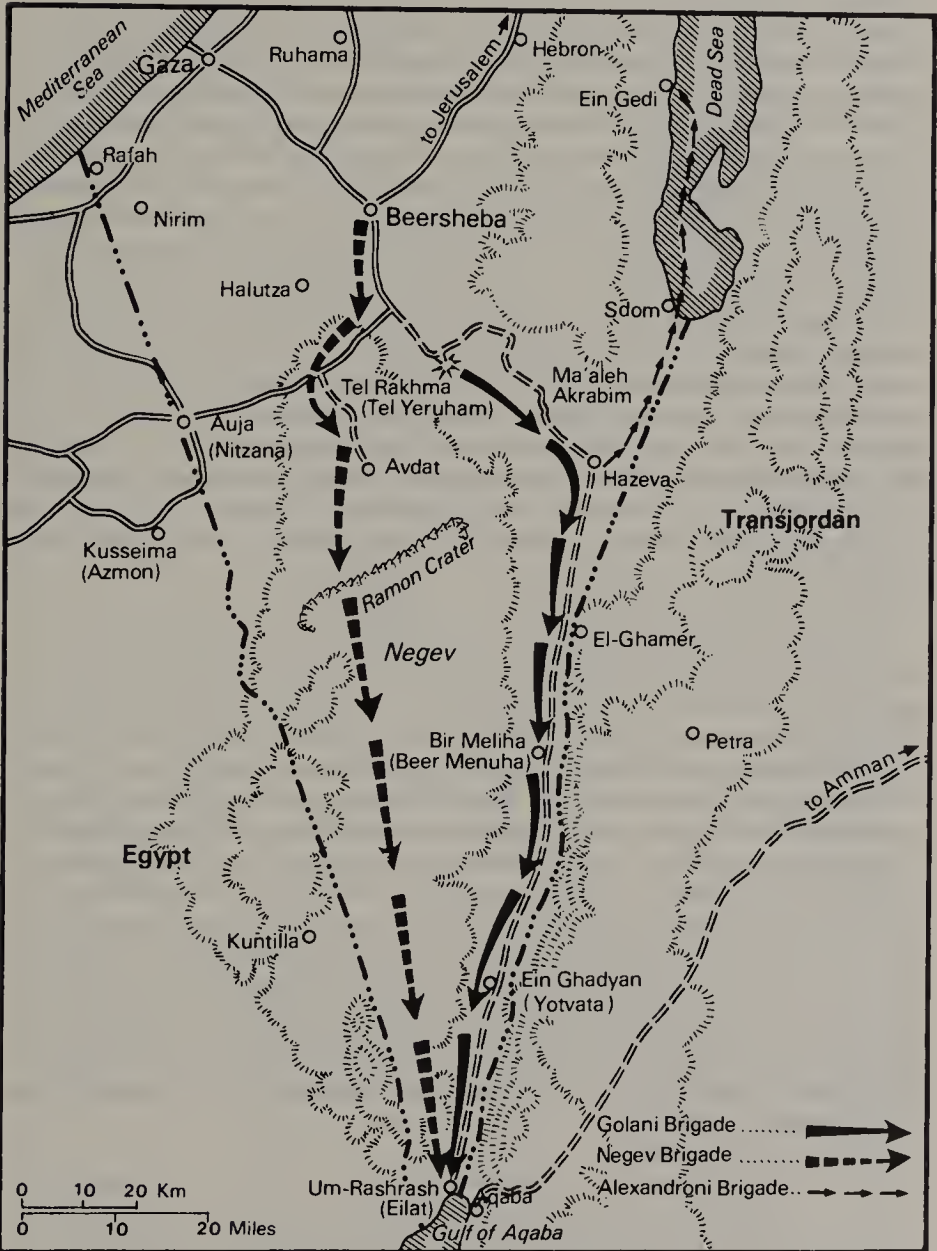 Mediterranean
Sea
Gaza
Ruhama
to Jerusalem
Hebron
Ein Gedi
Dead Sea
Rafah
Nirim
Beersheba
Halutza
Sdom
Tel Rakhma
(Tel Yeruham)
Ma'aleh
Akrabim
Auja
(Nitzana)
Avdat
Hazeva
Kusseima
(Azmon)
Transjordan
Ramon Crater
El-Ghamer
Negev
Bir Meliha
(Beer Menuha)
Petra
to Amman
Egypt
Kuntilla
Ein Ghadyan
(Yotvata)
Golani Brigade ........
Negev Brigade ........
Alexandroni Brigade..
Um-Rashrash
(Eilat)
Aqaba
Gulf of Aqaba
0 10 20 Km
0 10 20 Miles